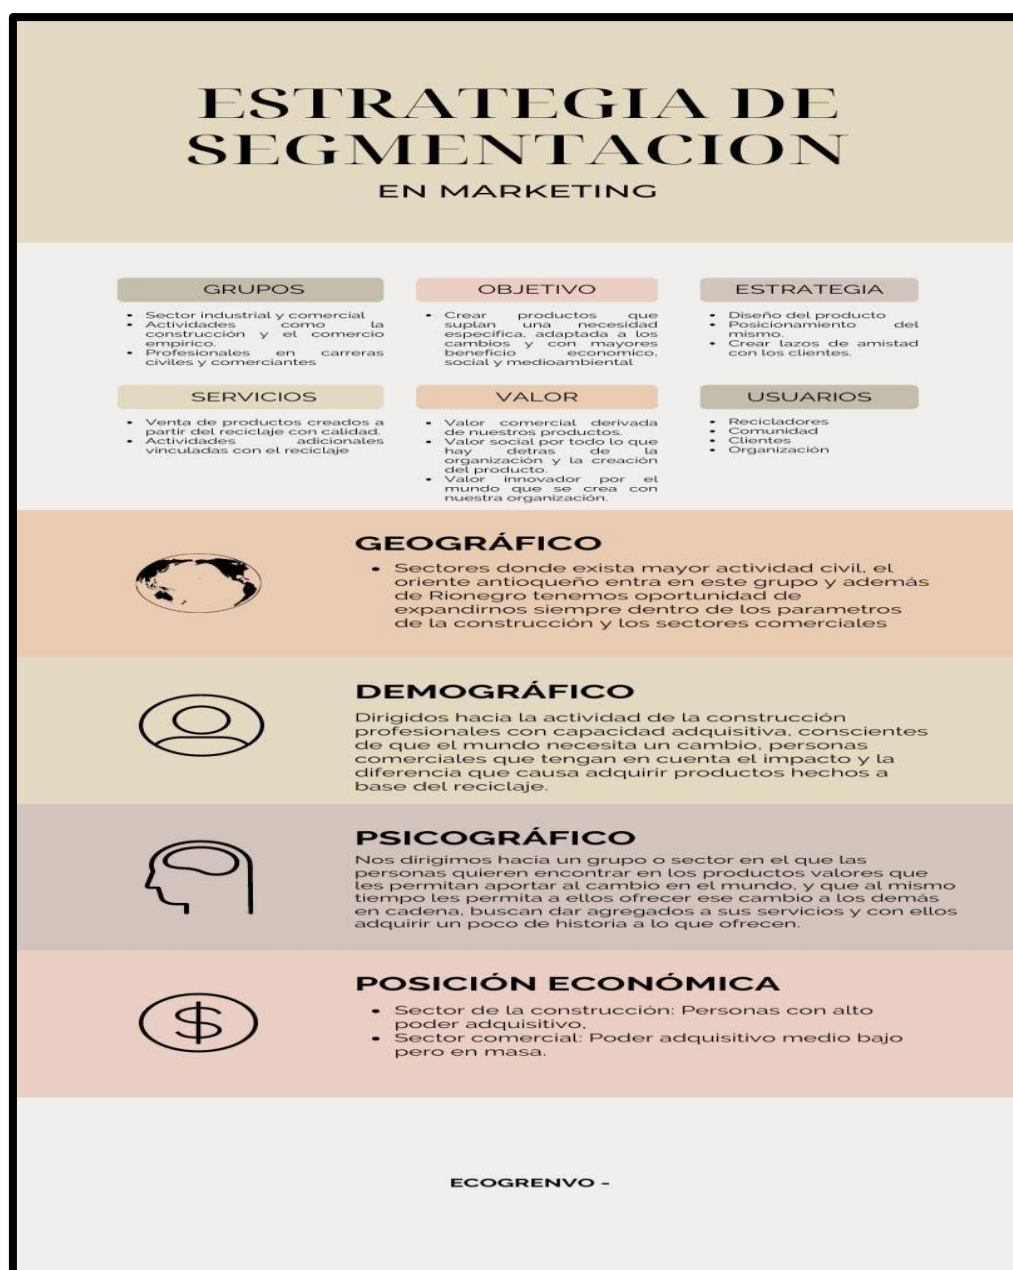 ESTRATEGIA DE
SEGMENTACION
EN MARKETING
GRUPOS
• Sector industrial y comercial
• Actividades como la
construcción y el comercio
empírico.
• Profesionales en carreras
civiles y comerciantes
OBJETIVO
• Crear productos que
suplan una necesidad
específica, adaptada a los
cambios y con mayores
beneficio economico,
social y medioambiental
ESTRATEGIA
• Diseño del producto
• Posicionamiento del
mismo.
• Crear lazos de amistad
con los clientes.
SERVICIOS
• Venta de productos creados a
partir del reciclaje con calidad.
• Actividades adicionales
vinculadas con el reciclaje
VALOR
• Valor comercial derivada
de nuestros productos.
• Valor social por todo lo que
hay detras de la
organización y la creación
del producto.
• Valor innovador por el
mundo que se crea con
nuestra organización.
USUARIOS
• Recicladores
• Comunidad
• Clientes
• Organización
GEOGRÁFICO
• Sectores donde exista mayor actividad civil, el
oriente antioqueño entra en este grupo y además
de Rionegro tenemos oportunidad de
expandirnos siempre dentro de los parametros
de la construcción y los sectores comerciales
DEMOGRÁFICO
Dirigidos hacia la actividad de la construcción
profesionales con capacidad adquisitiva, conscientes
de que el mundo necesita un cambio, personas
comerciales que tengan en cuenta el impacto y la
diferencia que causa adquirir productos hechos a
base del reciclaje.
PSICOGRÁFICO
Nos dirigimos hacia un grupo o sector en el que las
personas quieren encontrar en los productos valores que
les permitan aportar al cambio en el mundo, y que al mismo
tiempo les permita a ellos ofrecer ese cambio a los demás
en cadena, buscan dar agregados a sus servicios y con ellos
adquirir un poco de historia a lo que ofrecen.
POSICIÓN ECONÓMICA
• Sector de la construcción: Personas con alto
poder adquisitivo,
• Sector comercial: Poder adquisitivo medio bajo
pero en masa.
ECOGRENVO -